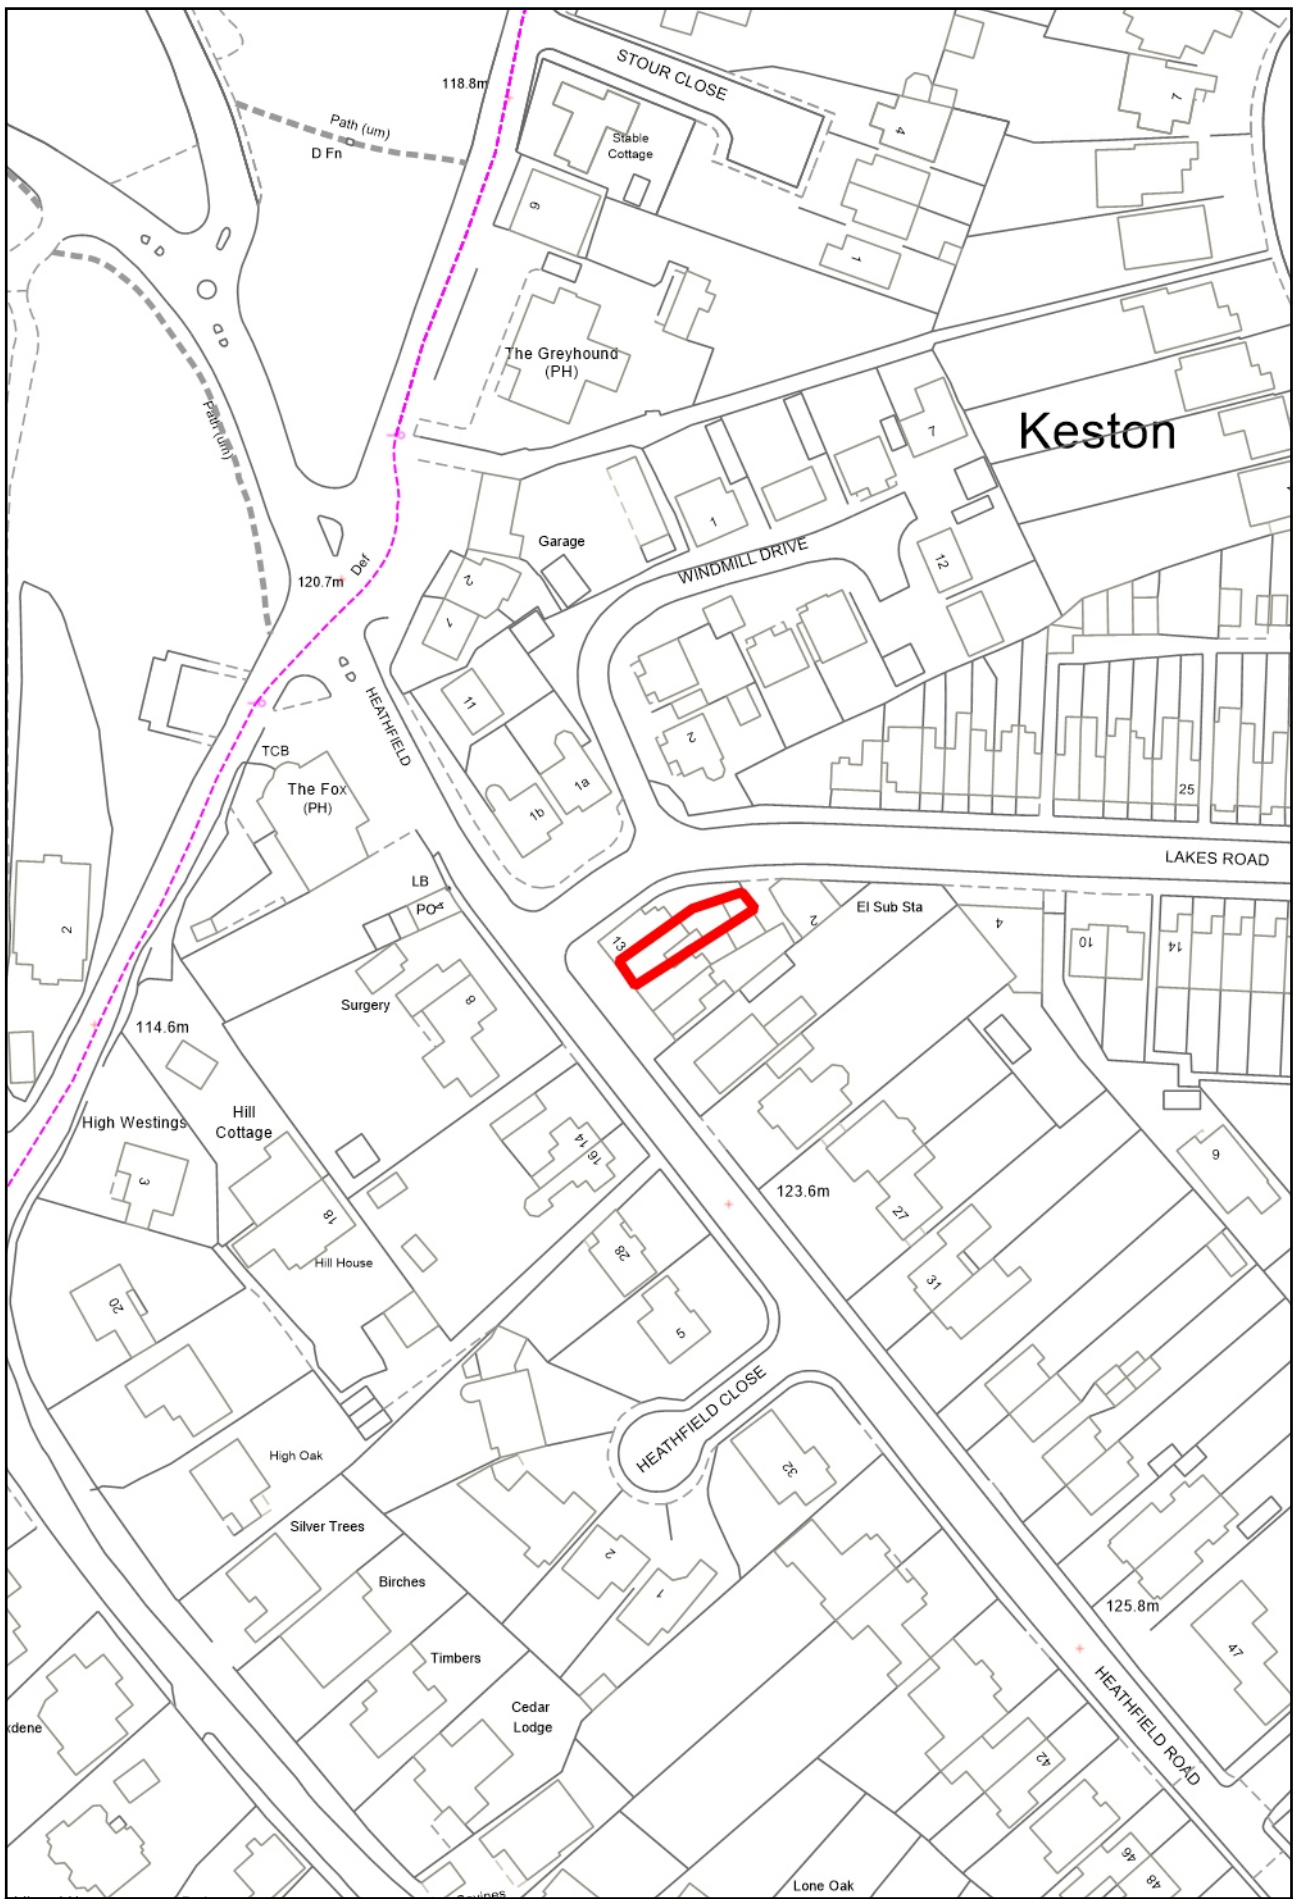 STOUR CLOSE
118.8m
7
Path (um)
D Fn
4
Stable
Cottage
6
1
The Greyhound
(PH)
Path (um)
Keston
7
1
Garage
WINDMILL DRIVE
12
Def
120.7m
2
1
11
HEATHFIELD
2
TCB
The Fox
(PH)
1a
1b
25
LAKES ROAD
LB
PO
4
2
El Sub Sta
4
10
14
13
2
Surgery
8
114.6m
High Westings
Hill
Cottage
14
16
9
3
123.6m
18
27
Hill House
28
31
20
5
HEATHFIELD CLOSE
High Oak
32
Silver Trees
2
Birches
1
125.8m
47
Timbers
HEATHFIELD ROAD
Cedar
Lodge
dene
42
46
48
Lone Oak